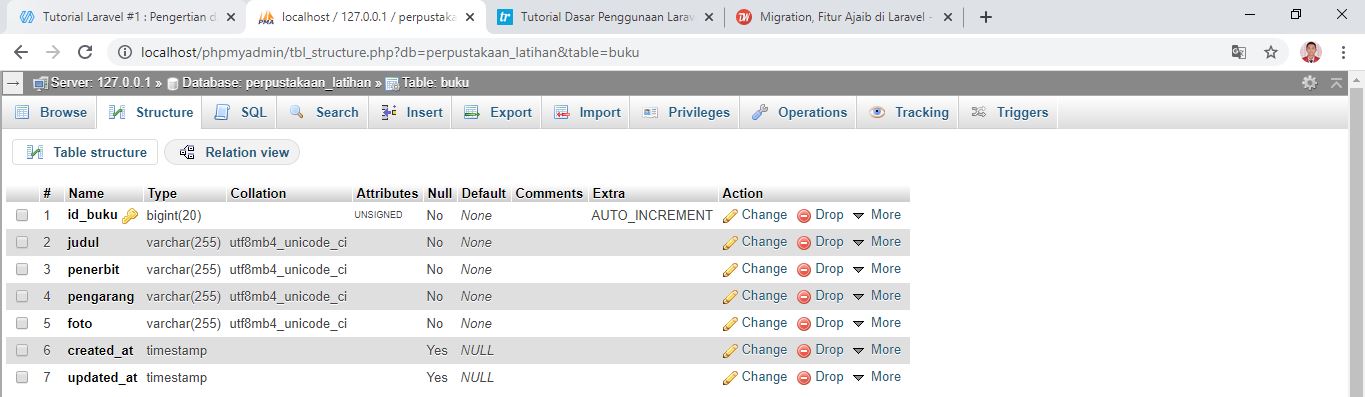 Tutorial Laravel #1 : Pengertian d
localhost / 127.0.0.1 / perpustaka
Tutorial Dasar Penggunaan Larav
Migration, Fitur Ajaib di Laravel -
localhost/phpmyadmin/tbl_structure.php?db=perpustakaan_latihan&table=buku
Server: 127.0.0.1 » Database: perpustakaan_latihan » Table: buku
Browse Structure SQL Search Insert Export Import Privileges Operations Tracking Triggers
Table structure Relation view
# Name Type Collation Attributes Null Default Comments Extra Action
1 id_buku bigint(20) UNSIGNED No None AUTO_INCREMENT Change Drop More
2 judul varchar(255) utf8mb4_unicode_ci No None Change Drop More
3 penerbit varchar(255) utf8mb4_unicode_ci No None Change Drop More
4 pengarang varchar(255) utf8mb4_unicode_ci No None Change Drop More
5 foto varchar(255) utf8mb4_unicode_ci No None Change Drop More
6 created_at timestamp Yes NULL Change Drop More
7 updated_at timestamp Yes NULL Change Drop More